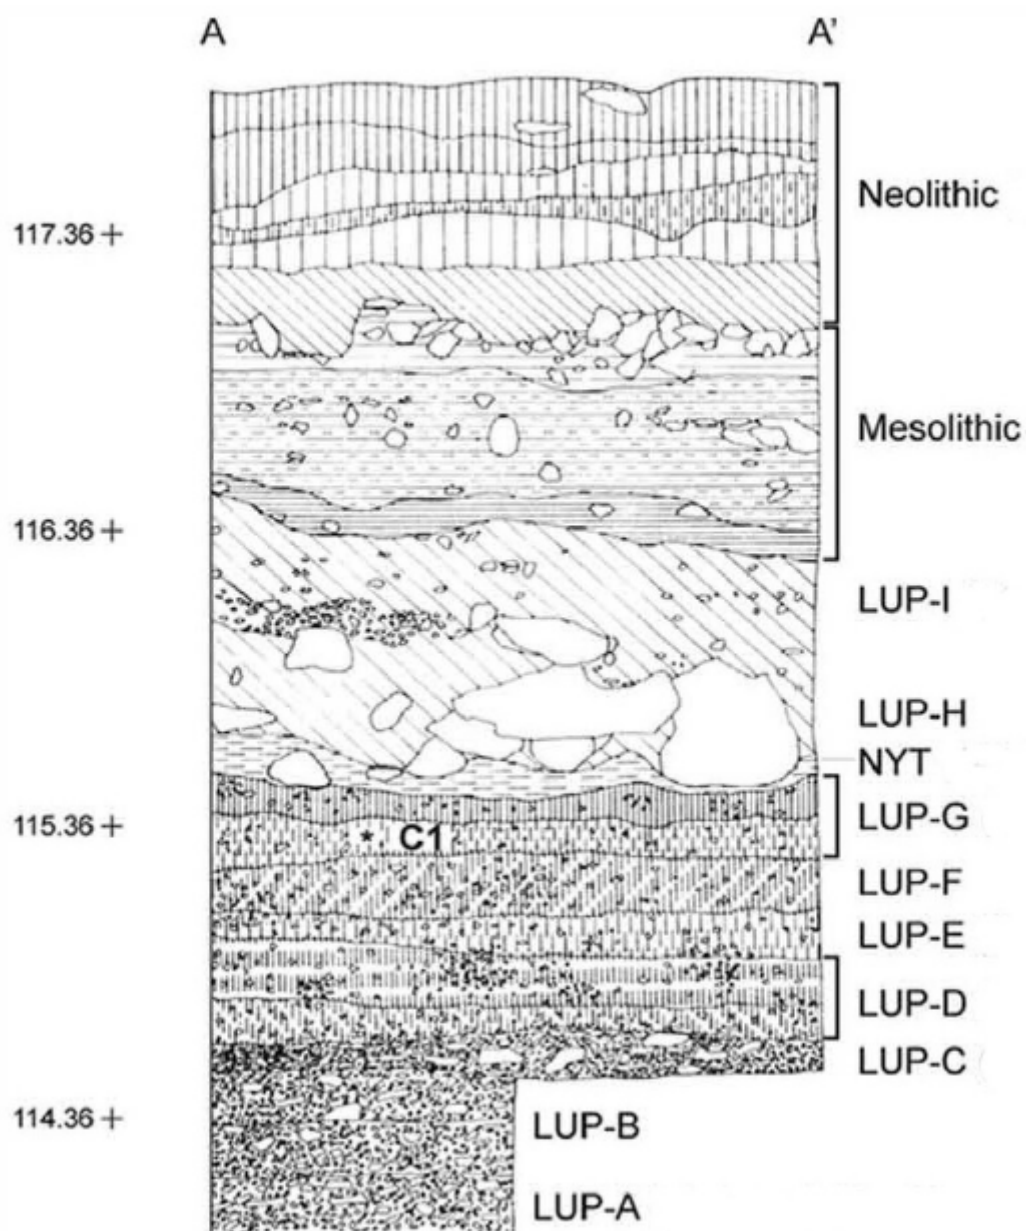 A A'
Neolithic
117.36 +
Mesolithic
116.36 +
LUP-I
LUP-H
NYT
LUP-G
115.36 +
* C1
LUP-F
LUP-E
LUP-D
LUP-C
114.36 +
LUP-B
LUP-A